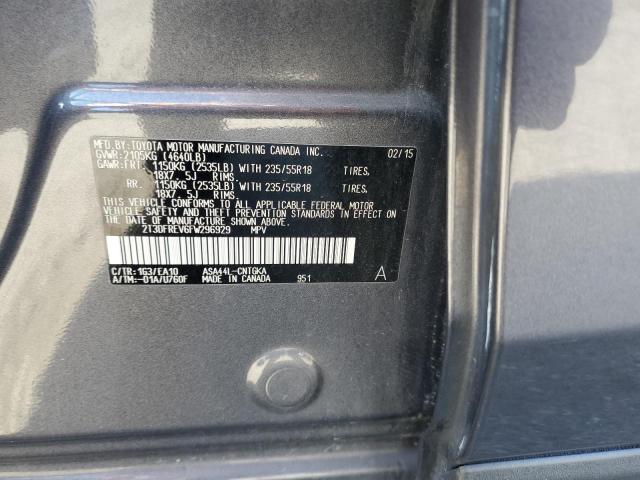 MFD.BY:TOYOTA MOTOR MANUFACTURING CANADA INC. 02/15
GVWR:2105KG (4640LB)
GAWR:FRT. 1150KG (2535LB) WITH 235/55R18 TIRES,
18X7.5J RIMS,
RR. 1150KG (2535LB) WITH 235/55R18 TIRES,
18X7.5J RIMS.
THIS VEHICLE CONFORMS TO ALL APPLICABLE FEDERAL MOTOR
VEHICLE SAFETY AND THEFT PREVENTION STANDARDS IN EFFECT ON
THE DATE OF MANUFACTURE SHOWN ABOVE.
2T3DFREV6FW296929 MPV
C/TR:1G3/EA10 ASA44L-CNTGKA A
A/TM:-01A/U760F MADE IN CANADA 951